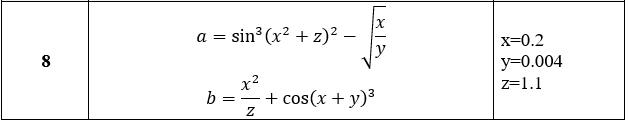 8
a = sin³(x² + z)² − √(x/y)
b = x²/z + cos(x + y)³
x=0.2
y=0.004
z=1.1